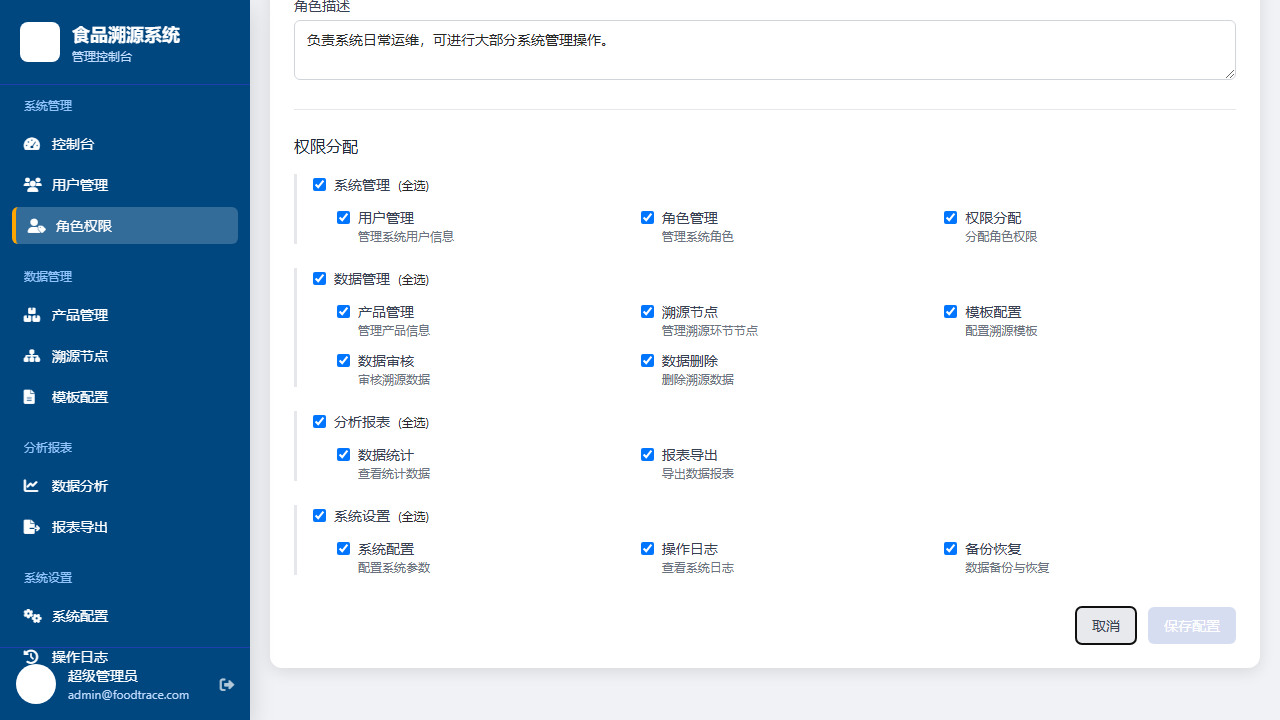 食品溯源系统
管理控制台
系统管理
控制台
用户管理
角色权限
数据管理
产品管理
溯源节点
模板配置
分析报表
数据分析
报表导出
系统设置
系统配置
操作日志
超级管理员
admin@foodtrace.com
角色描述
负责系统日常运维，可进行大部分系统管理操作。
权限分配
系统管理 (全选)
用户管理 角色管理 权限分配
管理系统用户信息 管理系统角色 分配角色权限
数据管理 (全选)
产品管理 溯源节点 模板配置
管理产品信息 管理溯源环节节点 配置溯源模板
数据审核 数据删除
审核溯源数据 删除溯源数据
分析报表 (全选)
数据统计 报表导出
查看统计数据 导出数据报表
系统设置 (全选)
系统配置 操作日志 备份恢复
配置系统参数 查看系统日志 数据备份与恢复
取消 保存配置